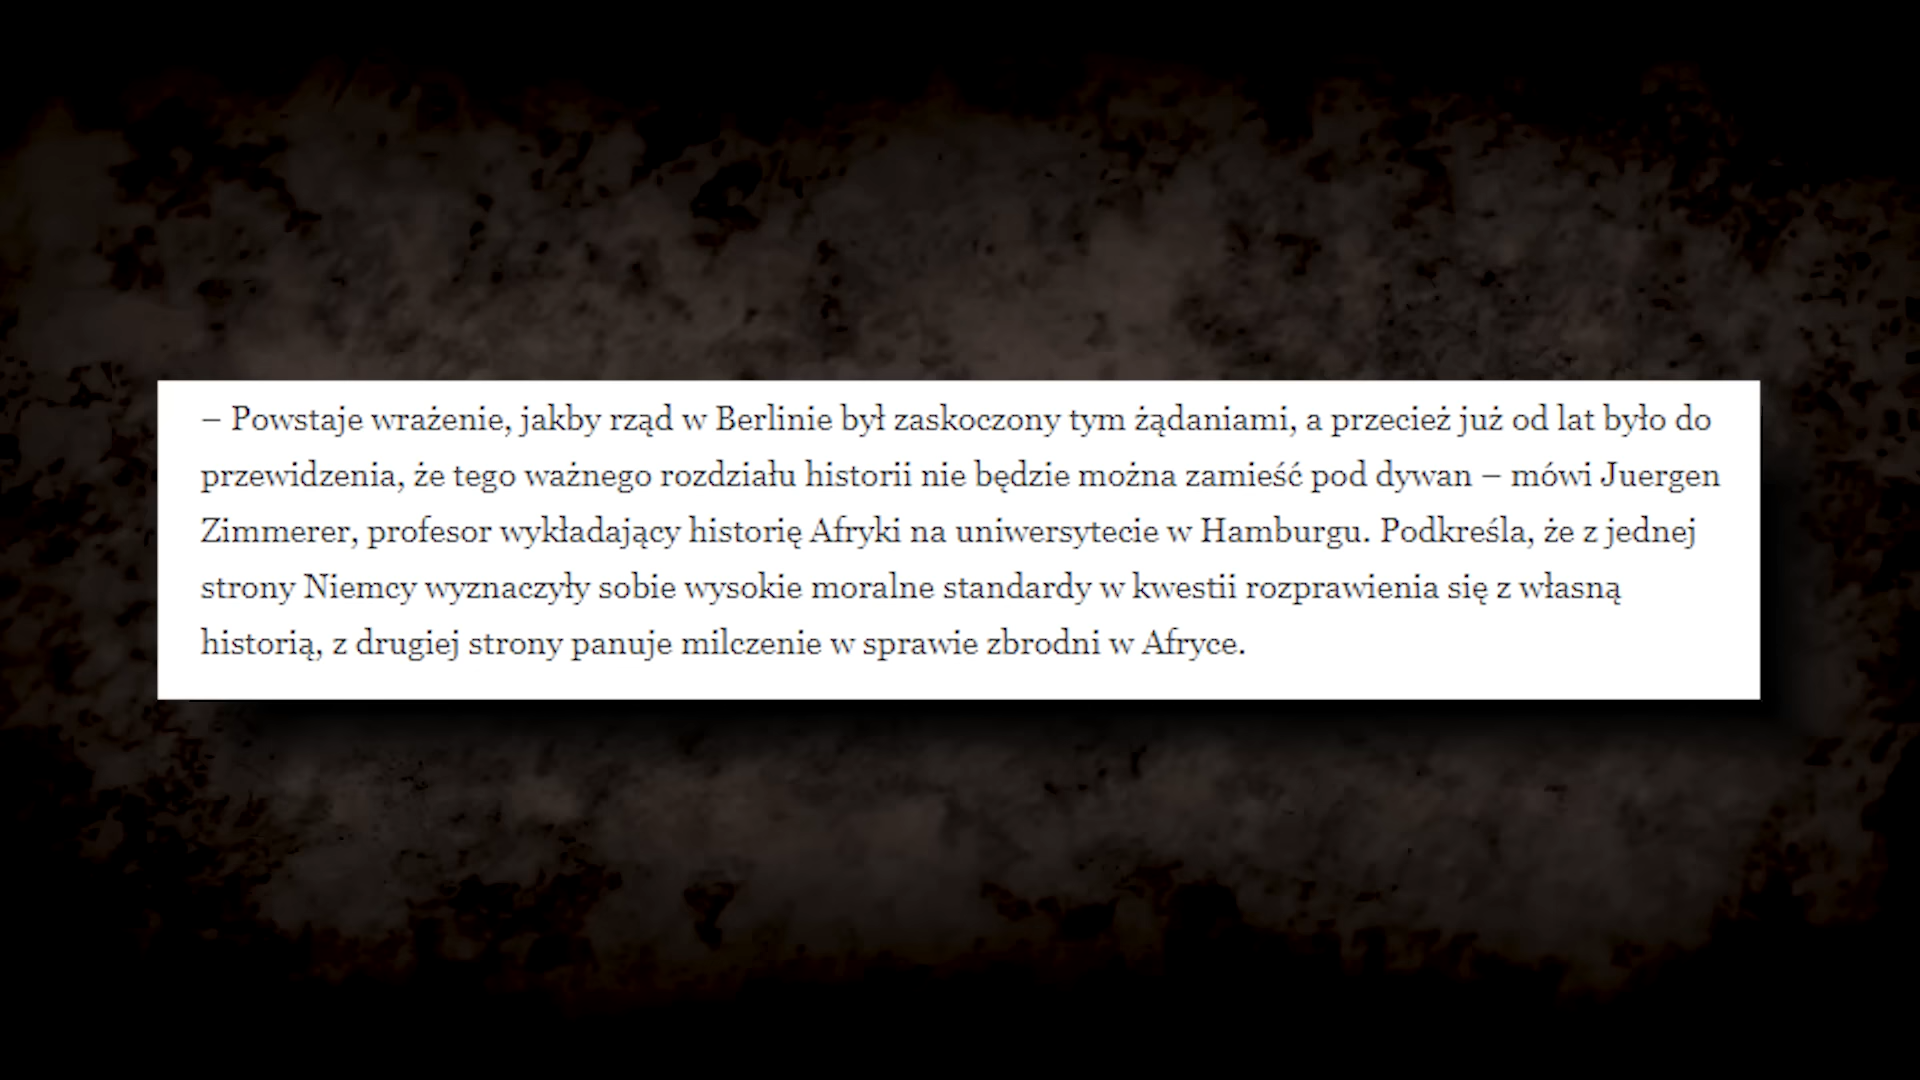 – Powstaje wrażenie, jakby rząd w Berlinie był zaskoczony tym żądaniami, a przecież już od lat było do
przewidzenia, że tego ważnego rozdziału historii nie będzie można zamieść pod dywan – mówi Juergen
Zimmerer, profesor wykładający historię Afryki na uniwersytecie w Hamburgu. Podkreśla, że z jednej
strony Niemcy wyznaczyły sobie wysokie moralne standardy w kwestii rozprawienia się z własną
historią, z drugiej strony panuje milczenie w sprawie zbrodni w Afryce.